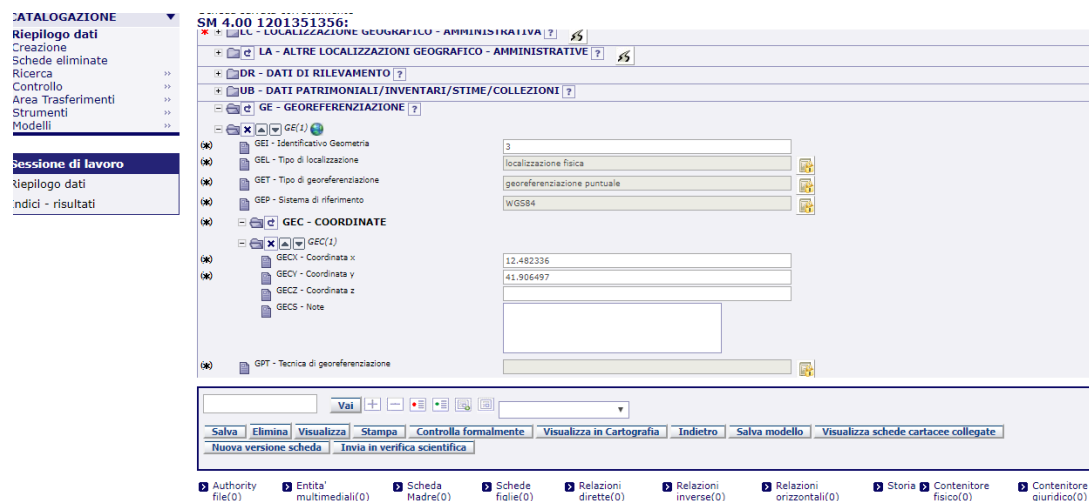 CATALOGAZIONE
Riepilogo dati
Creazione
Schede eliminate
Ricerca »
Controllo »
Area Trasferimenti »
Strumenti »
Modelli »
Sessione di lavoro
Riepilogo dati
Indici - risultati
SM 4.00 1201351356:
* LC - LOCALIZZAZIONE GEOGRAFICO - AMMINISTRATIVA ?
LA - ALTRE LOCALIZZAZIONI GEOGRAFICO - AMMINISTRATIVE ?
DR - DATI DI RILEVAMENTO ?
UB - DATI PATRIMONIALI/INVENTARI/STIME/COLLEZIONI ?
GE - GEOREFERENZIAZIONE ?
GE(1)
(*) GEI - Identificativo Geometria 3
(*) GEL - Tipo di localizzazione localizzazione fisica
(*) GET - Tipo di georeferenziazione georeferenziazione puntuale
(*) GEP - Sistema di riferimento WGS84
(*) GEC - COORDINATE
GEC(1)
(*) GECX - Coordinata x 12.482336
(*) GECY - Coordinata y 41.906497
GECZ - Coordinata z
GECS - Note
(*) GPT - Tecnica di georeferenziazione
Vai
Salva Elimina Visualizza Stampa Controlla formalmente Visualizza in Cartografia Indietro Salva modello Visualizza schede cartacee collegate
Nuova versione scheda Invia in verifica scientifica
Authority file(0)
Entita' multimediali(0)
Scheda Madre(0)
Schede figlie(0)
Relazioni dirette(0)
Relazioni inverse(0)
Relazioni orizzontali(0)
Storia
Contenitore fisico(0)
Contenitore giuridico(0)